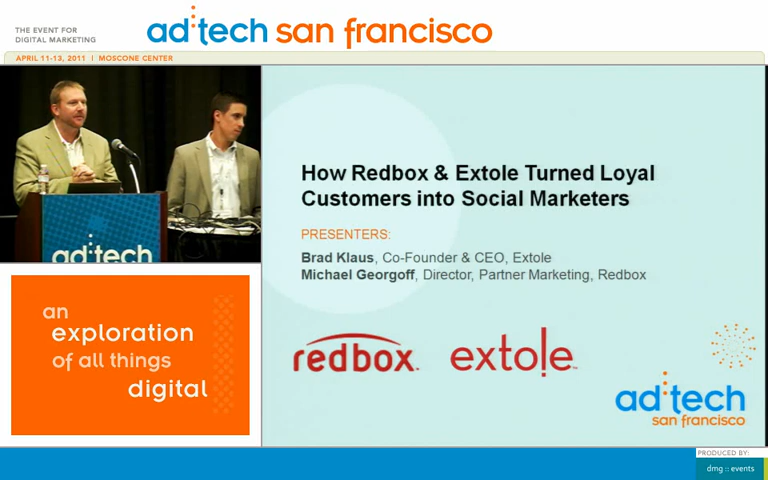 THE EVENT FOR
DIGITAL MARKETING
ad:tech san francisco
APRIL 11-13, 2011 | MOSCONE CENTER
ad:tech
How Redbox & Extole Turned Loyal
Customers into Social Marketers
PRESENTERS:
Brad Klaus, Co-Founder & CEO, Extole
Michael Georgoff, Director, Partner Marketing, Redbox
redbox.
extole
ad:tech
san francisco
an
exploration
of all things
digital
PRODUCED BY:
dmg :: events